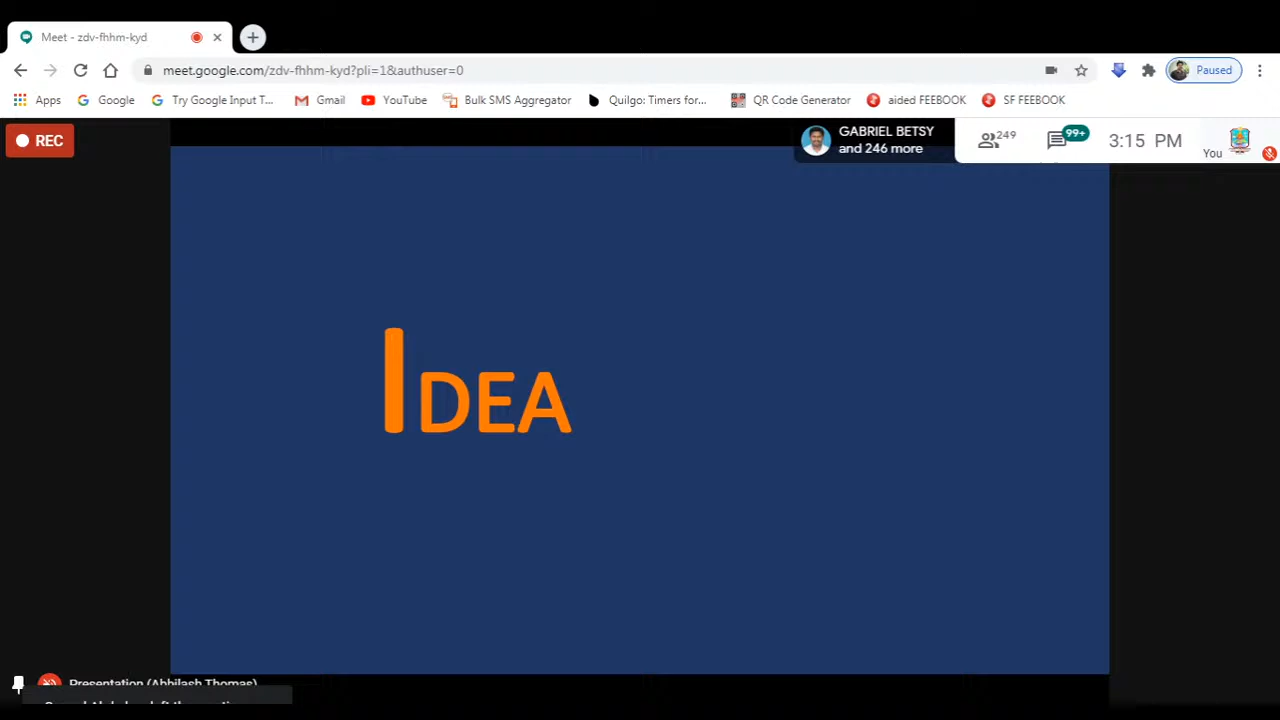 Meet - zdv-fhhm-kyd
meet.google.com/zdv-fhhm-kyd?pli=1&authuser=0
Paused
Apps
Google
Try Google Input T...
Gmail
YouTube
Bulk SMS Aggregator
Quilgo: Timers for...
QR Code Generator
aided FEEBOOK
SF FEEBOOK
REC
GABRIEL BETSY
and 246 more
249
99+
3:15 PM
You
IDEA
Presentation (Abhilash Thomas)